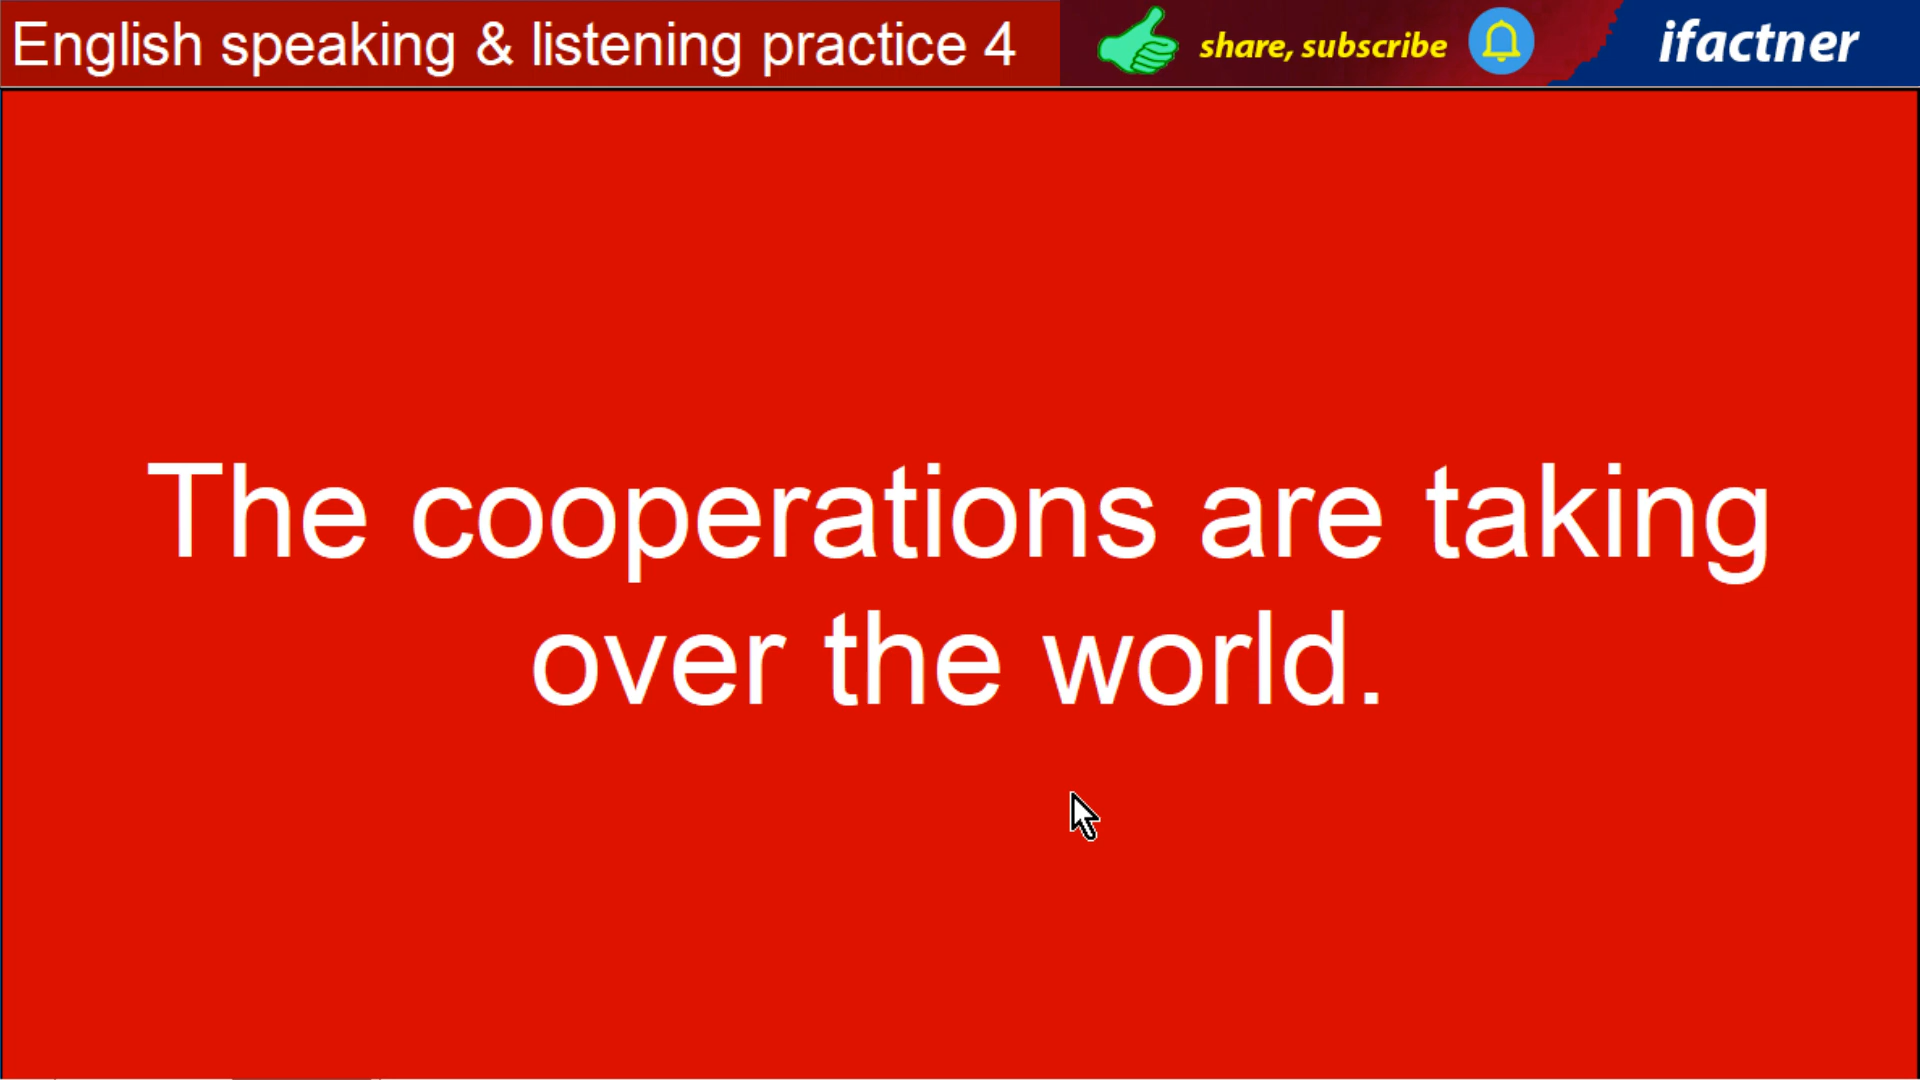 English speaking & listening practice 4
share, subscribe
ifactner
The cooperations are taking
over the world.